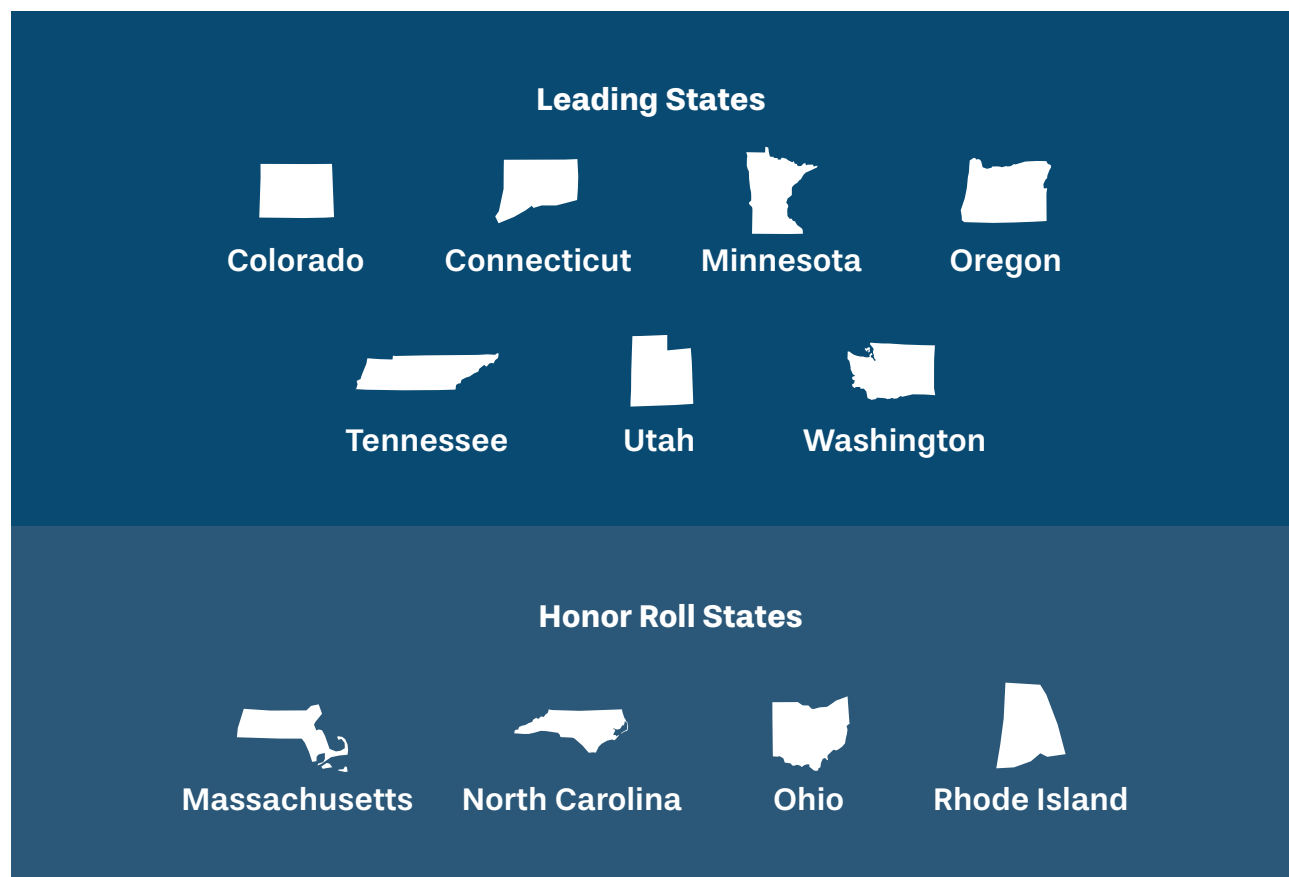 Leading States
Colorado Connecticut Minnesota Oregon
Tennessee Utah Washington
Honor Roll States
Massachusetts North Carolina Ohio Rhode Island